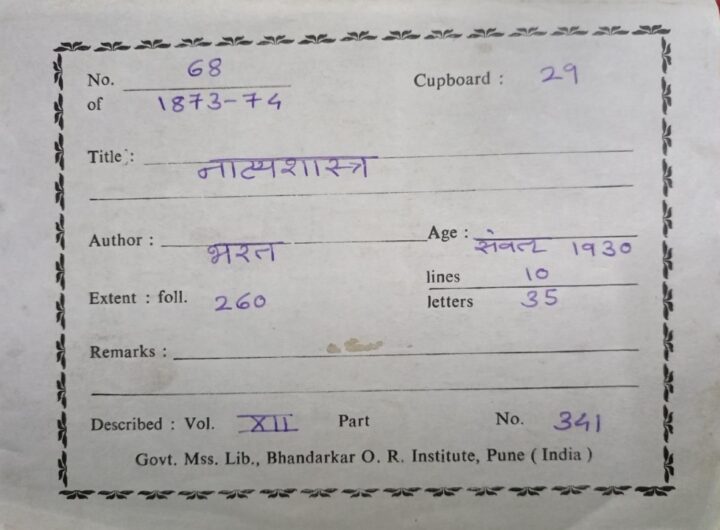 No. 68 Cupboard : 29
of 1873-74
Title : नाट्यशास्त्र
Author : भरत Age : संवत् 1930
lines 10
Extent : foll. 260 letters 35
Remarks :
Described : Vol. XII Part No. 341
Govt. Mss. Lib., Bhandarkar O. R. Institute, Pune ( India )